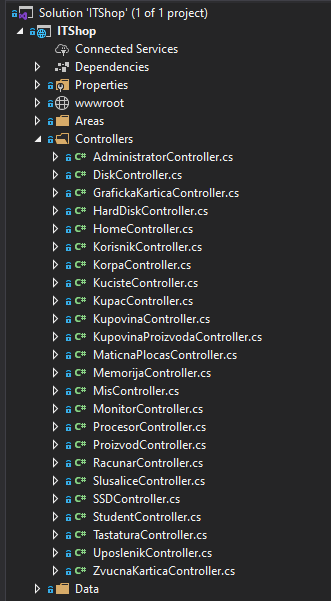 Solution 'ITShop' (1 of 1 project)
ITShop
Connected Services
Dependencies
Properties
wwwroot
Areas
Controllers
C# AdministratorController.cs
C# DiskController.cs
C# GrafickaKarticaController.cs
C# HardDiskController.cs
C# HomeController.cs
C# KorisnikController.cs
C# KorpaController.cs
C# KucisteController.cs
C# KupacController.cs
C# KupovinaController.cs
C# KupovinaProizvodaController.cs
C# MaticnaPlocasController.cs
C# MemorijaController.cs
C# MisController.cs
C# MonitorController.cs
C# ProcesorController.cs
C# ProizvodController.cs
C# RacunarController.cs
C# SlusaliceController.cs
C# SSDController.cs
C# StudentController.cs
C# TastaturaController.cs
C# UposlenikController.cs
C# ZvucnaKarticaController.cs
Data